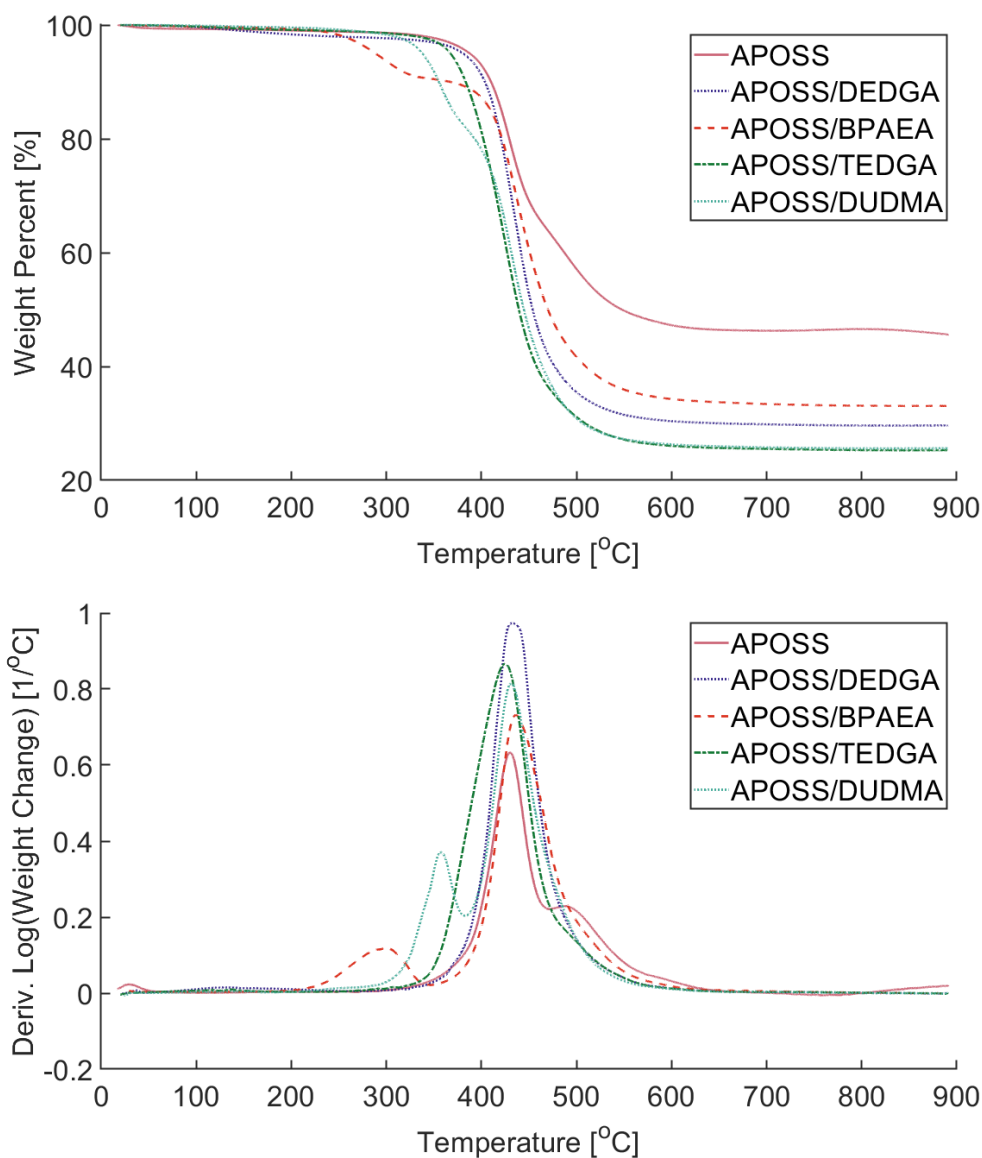 100
80
60
40
20
Weight Percent [%]
APOSS
APOSS/DEDGA
APOSS/BPAEA
APOSS/TEDGA
APOSS/DUDMA
0 100 200 300 400 500 600 700 800 900
Temperature [°C]
1
0.8
0.6
0.4
0.2
0
-0.2
Deriv. Log(Weight Change) [1/°C]
APOSS
APOSS/DEDGA
APOSS/BPAEA
APOSS/TEDGA
APOSS/DUDMA
0 100 200 300 400 500 600 700 800 900
Temperature [°C]